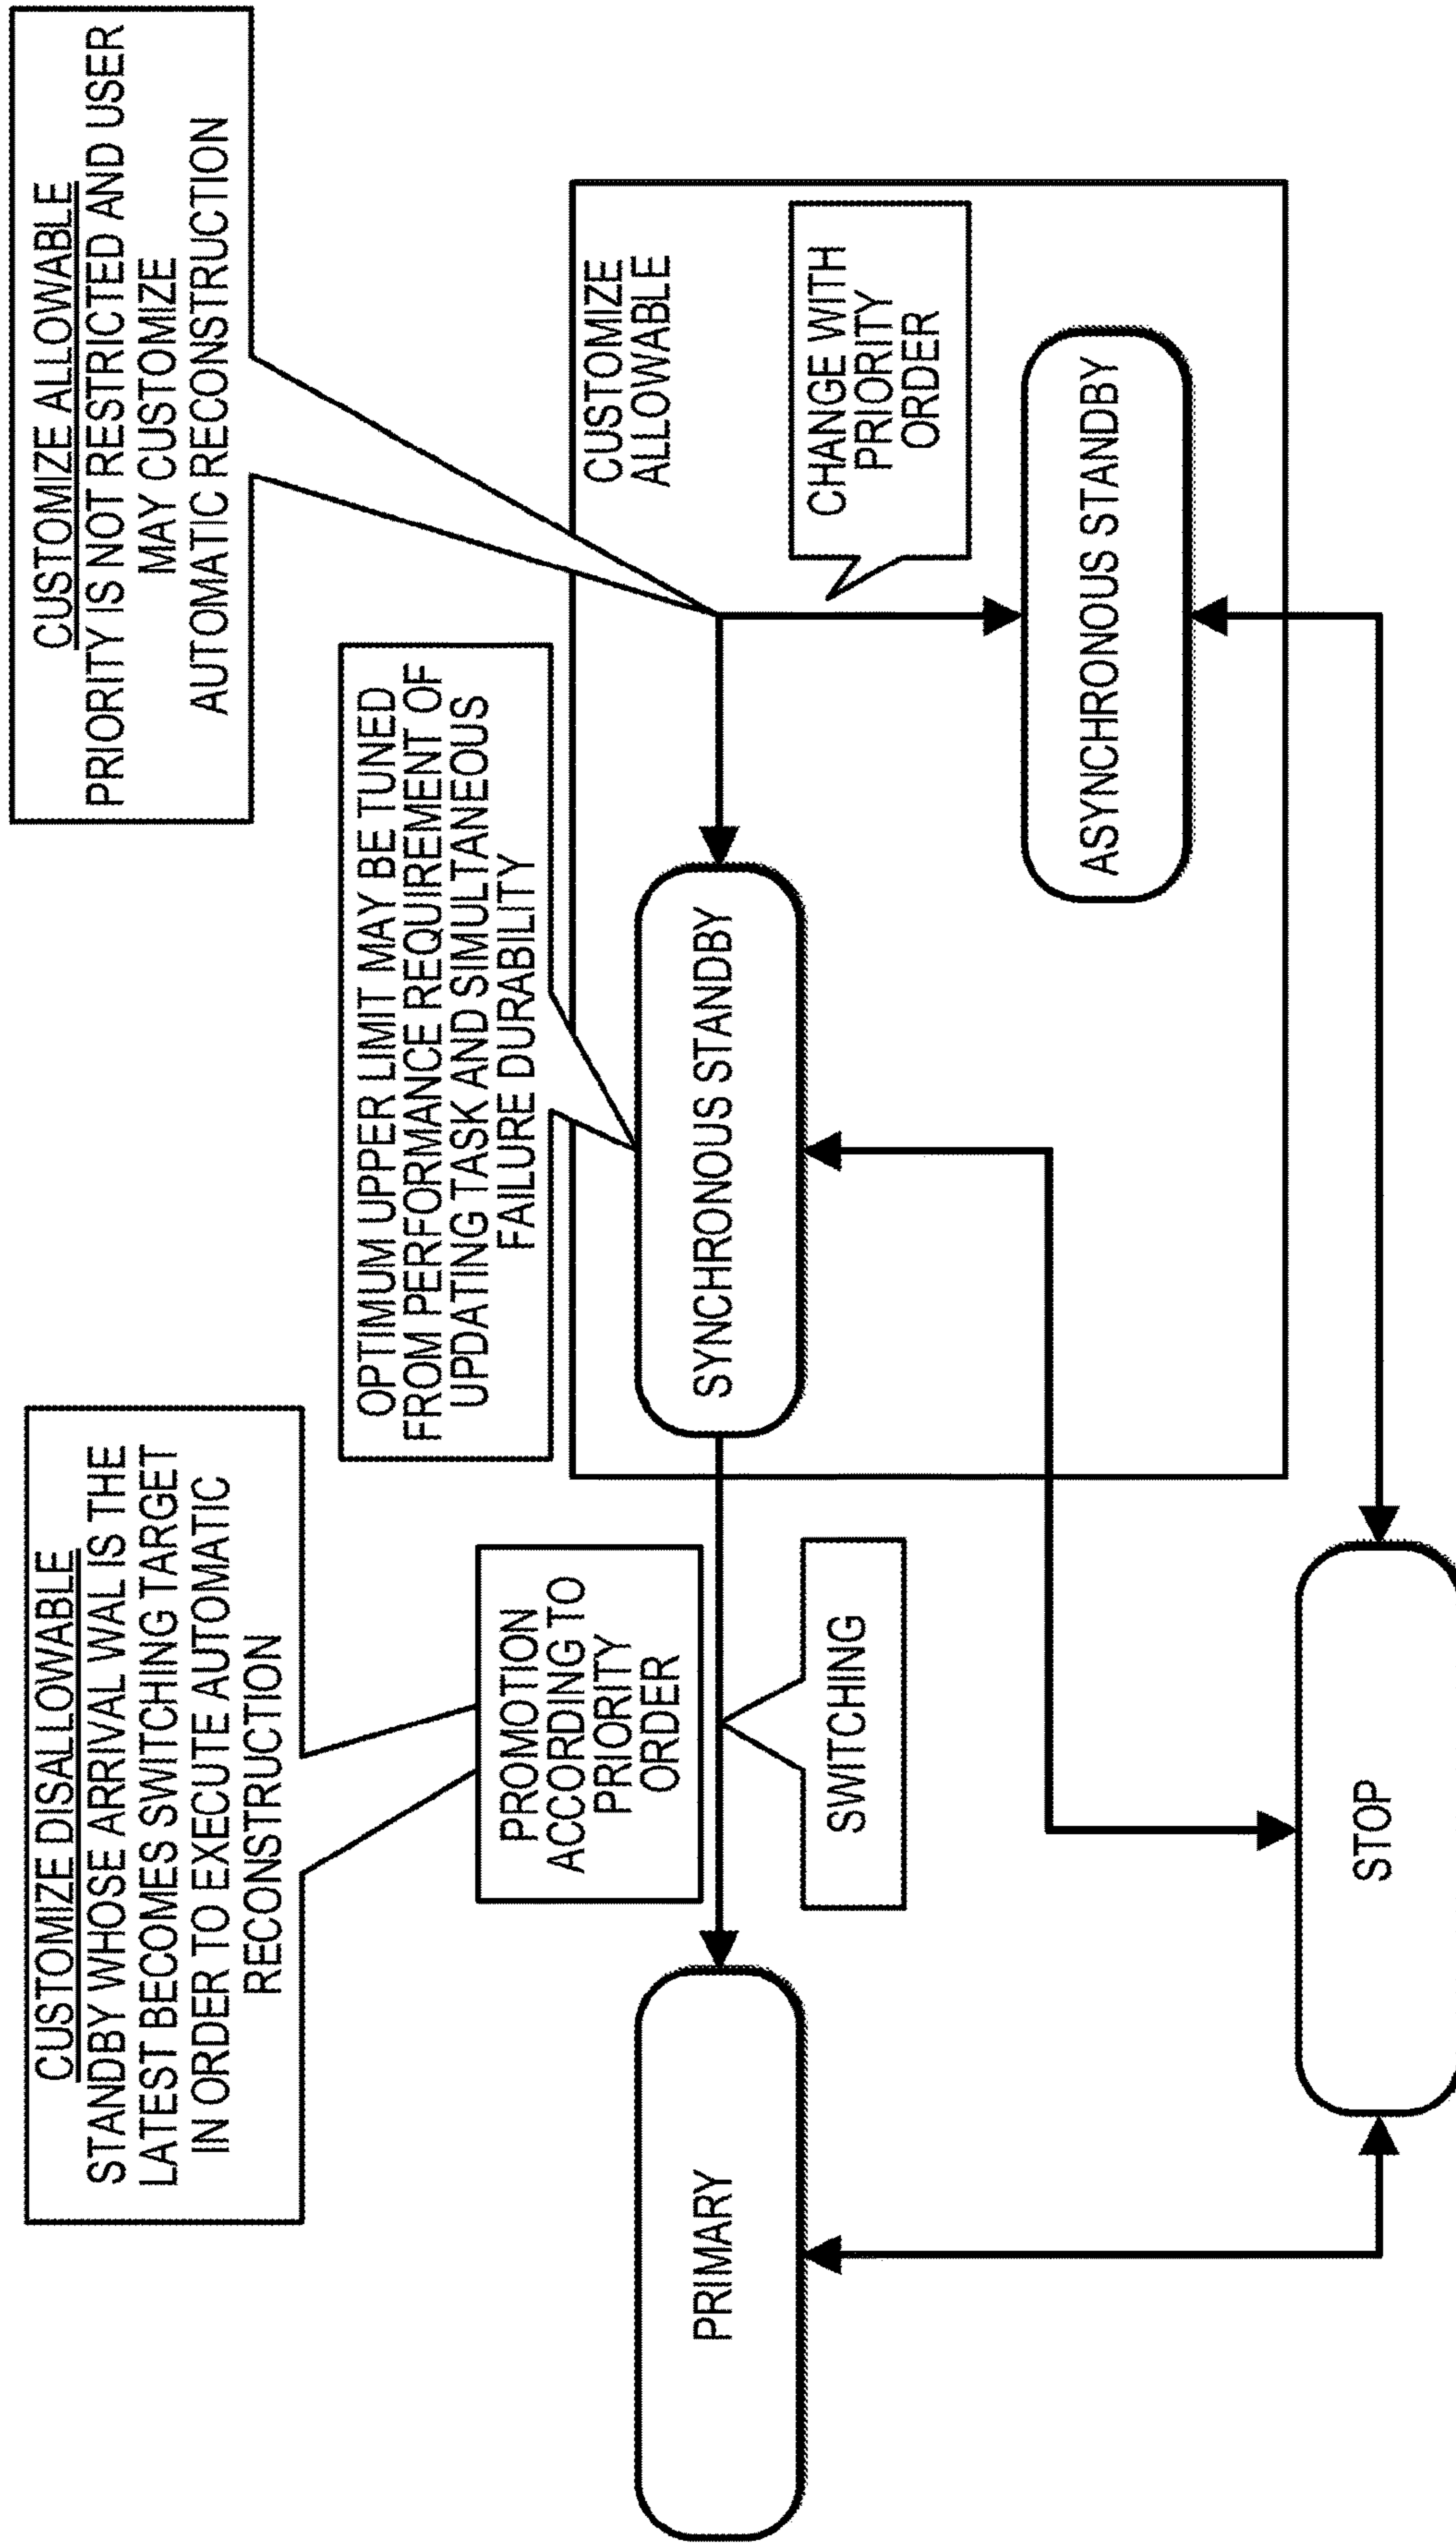 CUSTOMIZE DISALLOWABLE
STANDBY WHOSE ARRIVAL WAL IS THE
LATEST BECOMES SWITCHING TARGET
IN ORDER TO EXECUTE AUTOMATIC
RECONSTRUCTION
CUSTOMIZE ALLOWABLE
PRIORITY IS NOT RESTRICTED AND USER
MAY CUSTOMIZE
AUTOMATIC RECONSTRUCTION
OPTIMUM UPPER LIMIT MAY BE TUNED
FROM PERFORMANCE REQUIREMENT OF
UPDATING TASK AND SIMULTANEOUS
FAILURE DURABILITY
PROMOTION
ACCORDING TO
PRIORITY
ORDER
CUSTOMIZE
ALLOWABLE
PRIMARY
SYNCHRONOUS STANDBY
SWITCHING
CHANGE WITH
PRIORITY
ORDER
ASYNCHRONOUS STANDBY
STOP